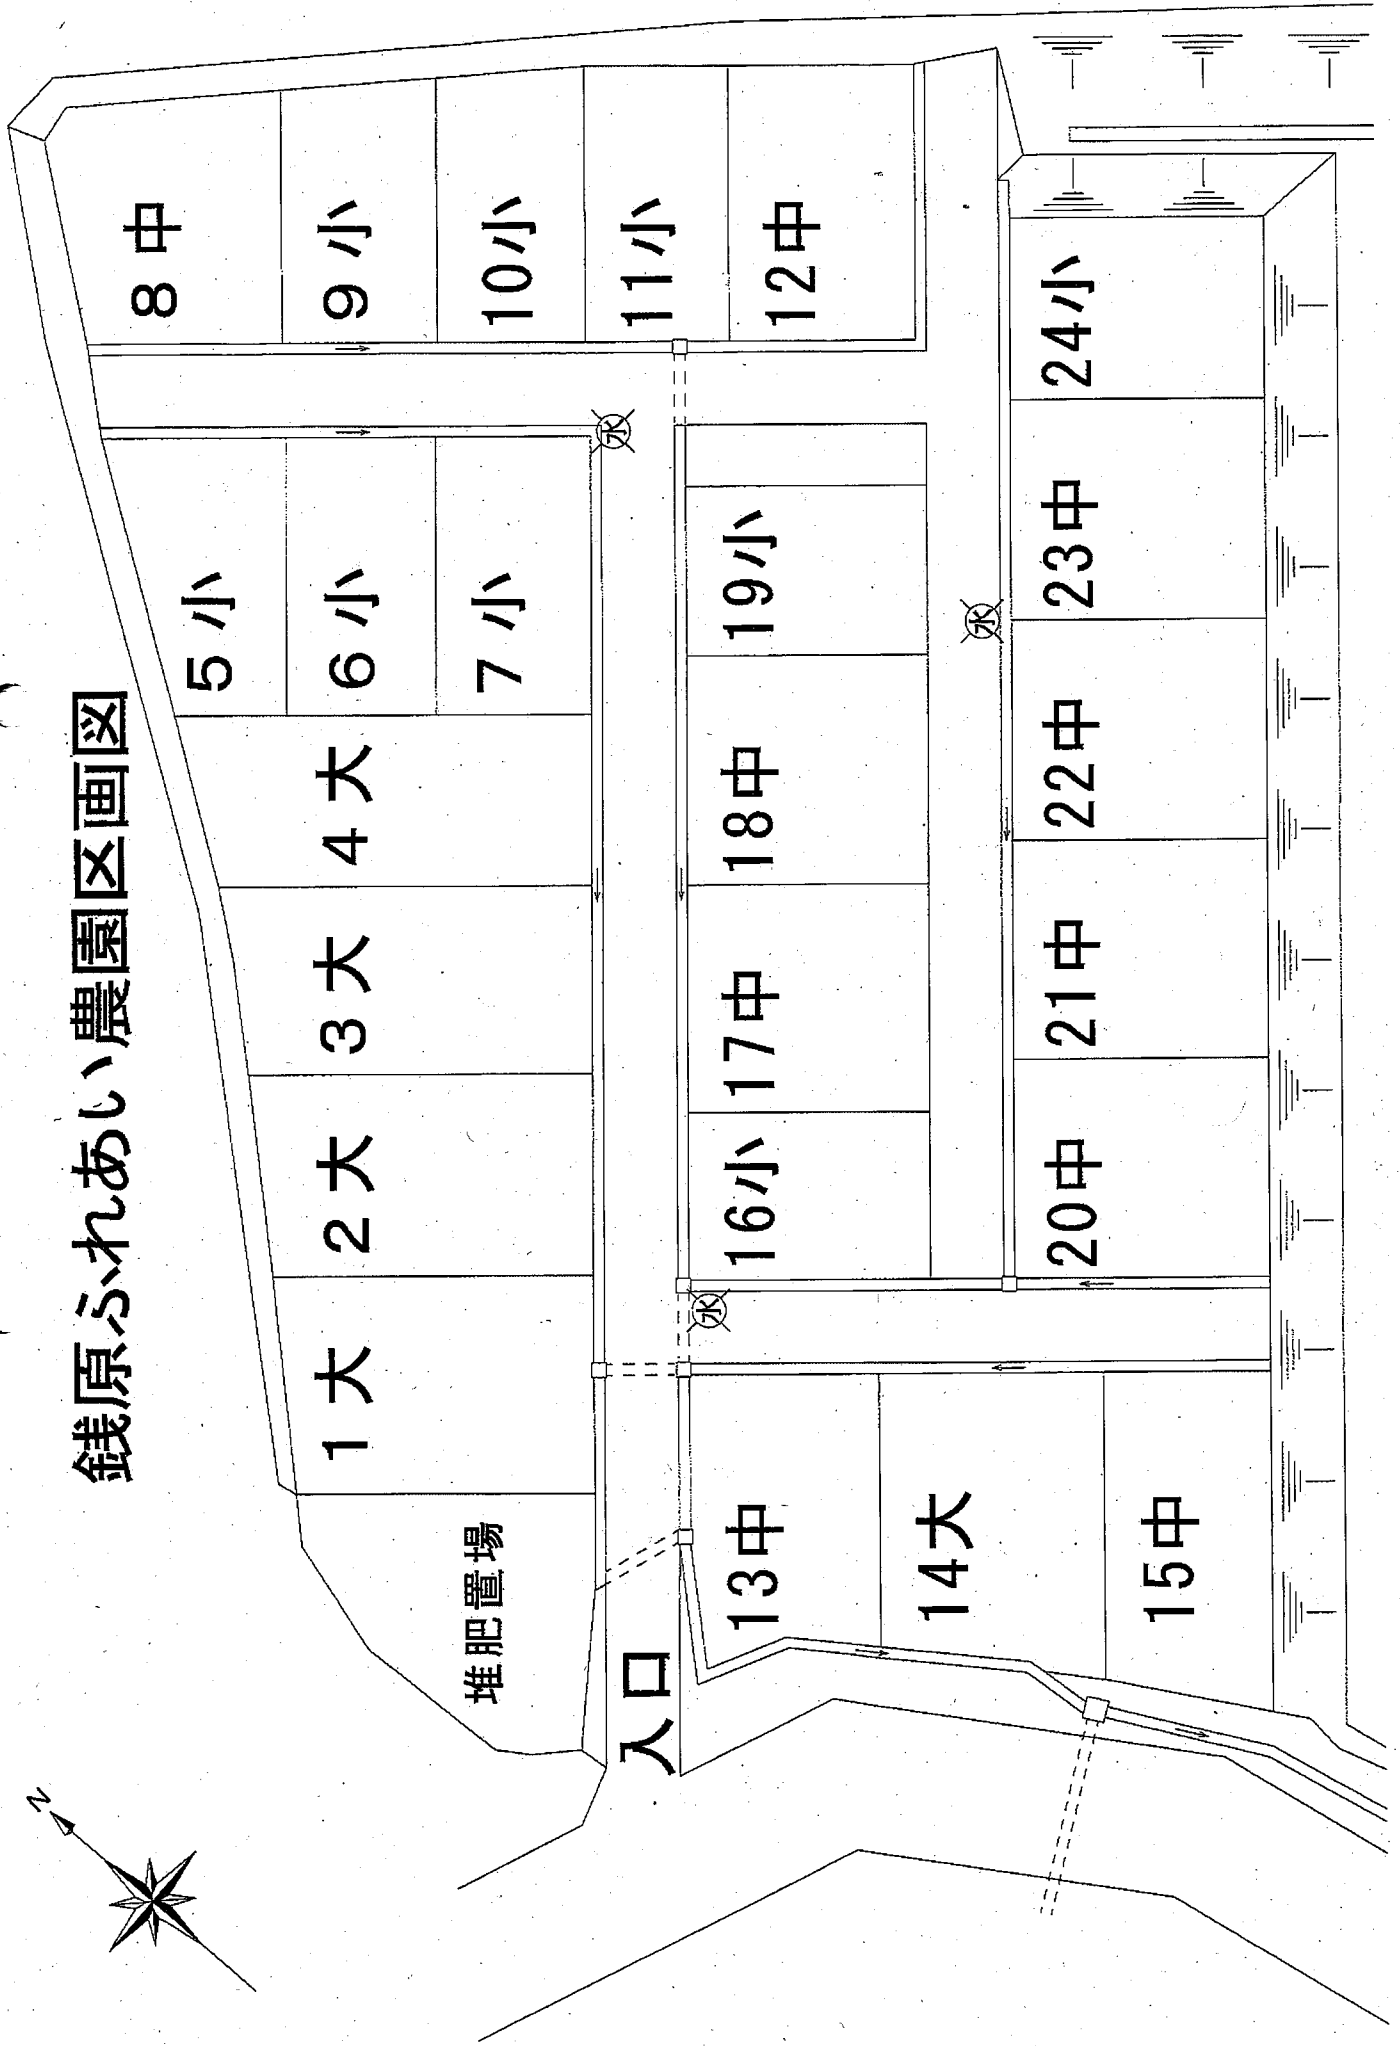 銭原ふれあい農園区画図
N
堆肥置場
入口
1 大
2 大
3 大
4 大
5 小
6 小
7 小
8 中
9 小
10小
11小
12中
水
13中
14大
15中
水
16小
17中
18中
19小
水
20中
21中
22中
23中
24小